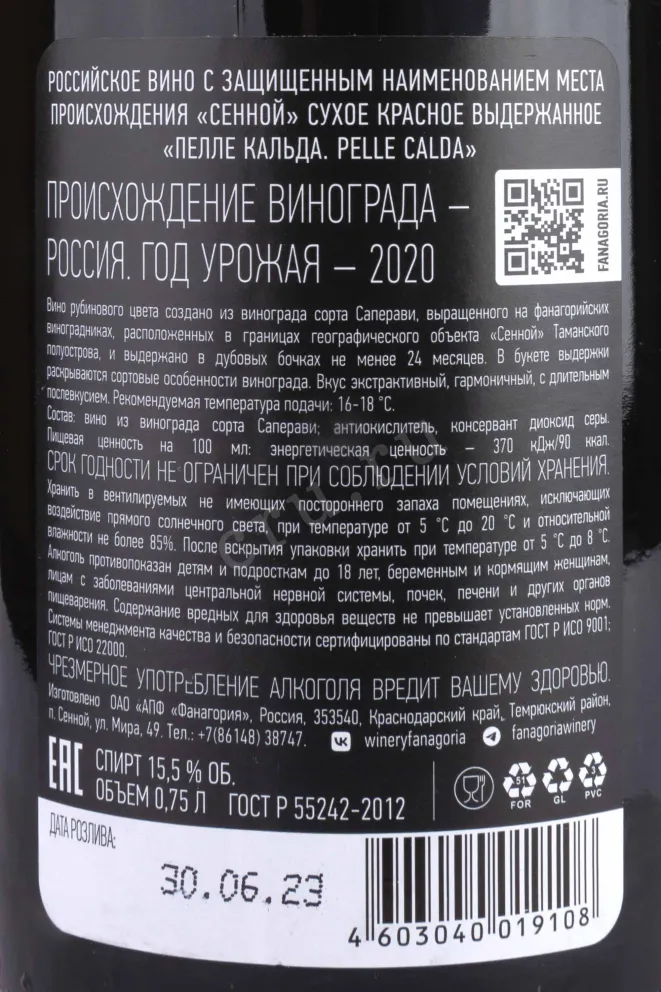 РОССИЙСКОЕ ВИНО С ЗАЩИЩЕННЫМ НАИМЕНОВАНИЕМ МЕСТА
ПРОИСХОЖДЕНИЯ «СЕННОЙ» СУХОЕ КРАСНОЕ ВЫДЕРЖАННОЕ
«ПЕЛЛЕ КАЛЬДА. PELLE CALDA»
ПРОИСХОЖДЕНИЕ ВИНОГРАДА –
РОССИЯ. ГОД УРОЖАЯ – 2020
FANAGORIA.RU
Вино рубинового цвета создано из винограда сорта Саперави, выращенного на фанагорийских
виноградниках, расположенных в границах географического объекта «Сенной» Таманского
полуострова, и выдержано в дубовых бочках не менее 24 месяцев. В букете выдержки
раскрываются сортовые особенности винограда. Вкус экстрактивный, гармоничный, с длительным
послевкусием. Рекомендуемая температура подачи: 16-18 °С.
Состав: вино из винограда сорта Саперави; антиокислитель, консервант диоксид серы.
Пищевая ценность на 100 мл: энергетическая ценность – 370 кДж/90 ккал.
СРОК ГОДНОСТИ НЕ ОГРАНИЧЕН ПРИ СОБЛЮДЕНИИ УСЛОВИЙ ХРАНЕНИЯ.
Хранить в вентилируемых не имеющих постороннего запаха помещениях, исключающих
воздействие прямого солнечного света, при температуре от 5 °С до 20 °С и относительной
влажности не более 85%. После вскрытия упаковки хранить при температуре от 5 °С до 8 °С.
Алкоголь противопоказан детям и подросткам до 18 лет, беременным и кормящим женщинам,
лицам с заболеваниями центральной нервной системы, почек, печени и других органов
пищеварения. Содержание вредных для здоровья веществ не превышает установленных норм.
Системы менеджмента качества и безопасности сертифицированы по стандартам ГОСТ Р ИСО 9001;
ГОСТ Р ИСО 22000.
ЧРЕЗМЕРНОЕ УПОТРЕБЛЕНИЕ АЛКОГОЛЯ ВРЕДИТ ВАШЕМУ ЗДОРОВЬЮ.
Изготовлено ОАО «АПФ «Фанагория», Россия, 353540, Краснодарский край, Темрюкский район,
п. Сенной, ул. Мира, 49. Тел.: +7(86148) 38747. wineryfanagoria fanagoriawinery
EAC СПИРТ 15,5 % ОБ.
ОБЪЕМ 0,75 Л ГОСТ Р 55242-2012
51 3
FOR GL PVC
ДАТА РОЗЛИВА:
30.06.23
4 603040 019108
cru.ru